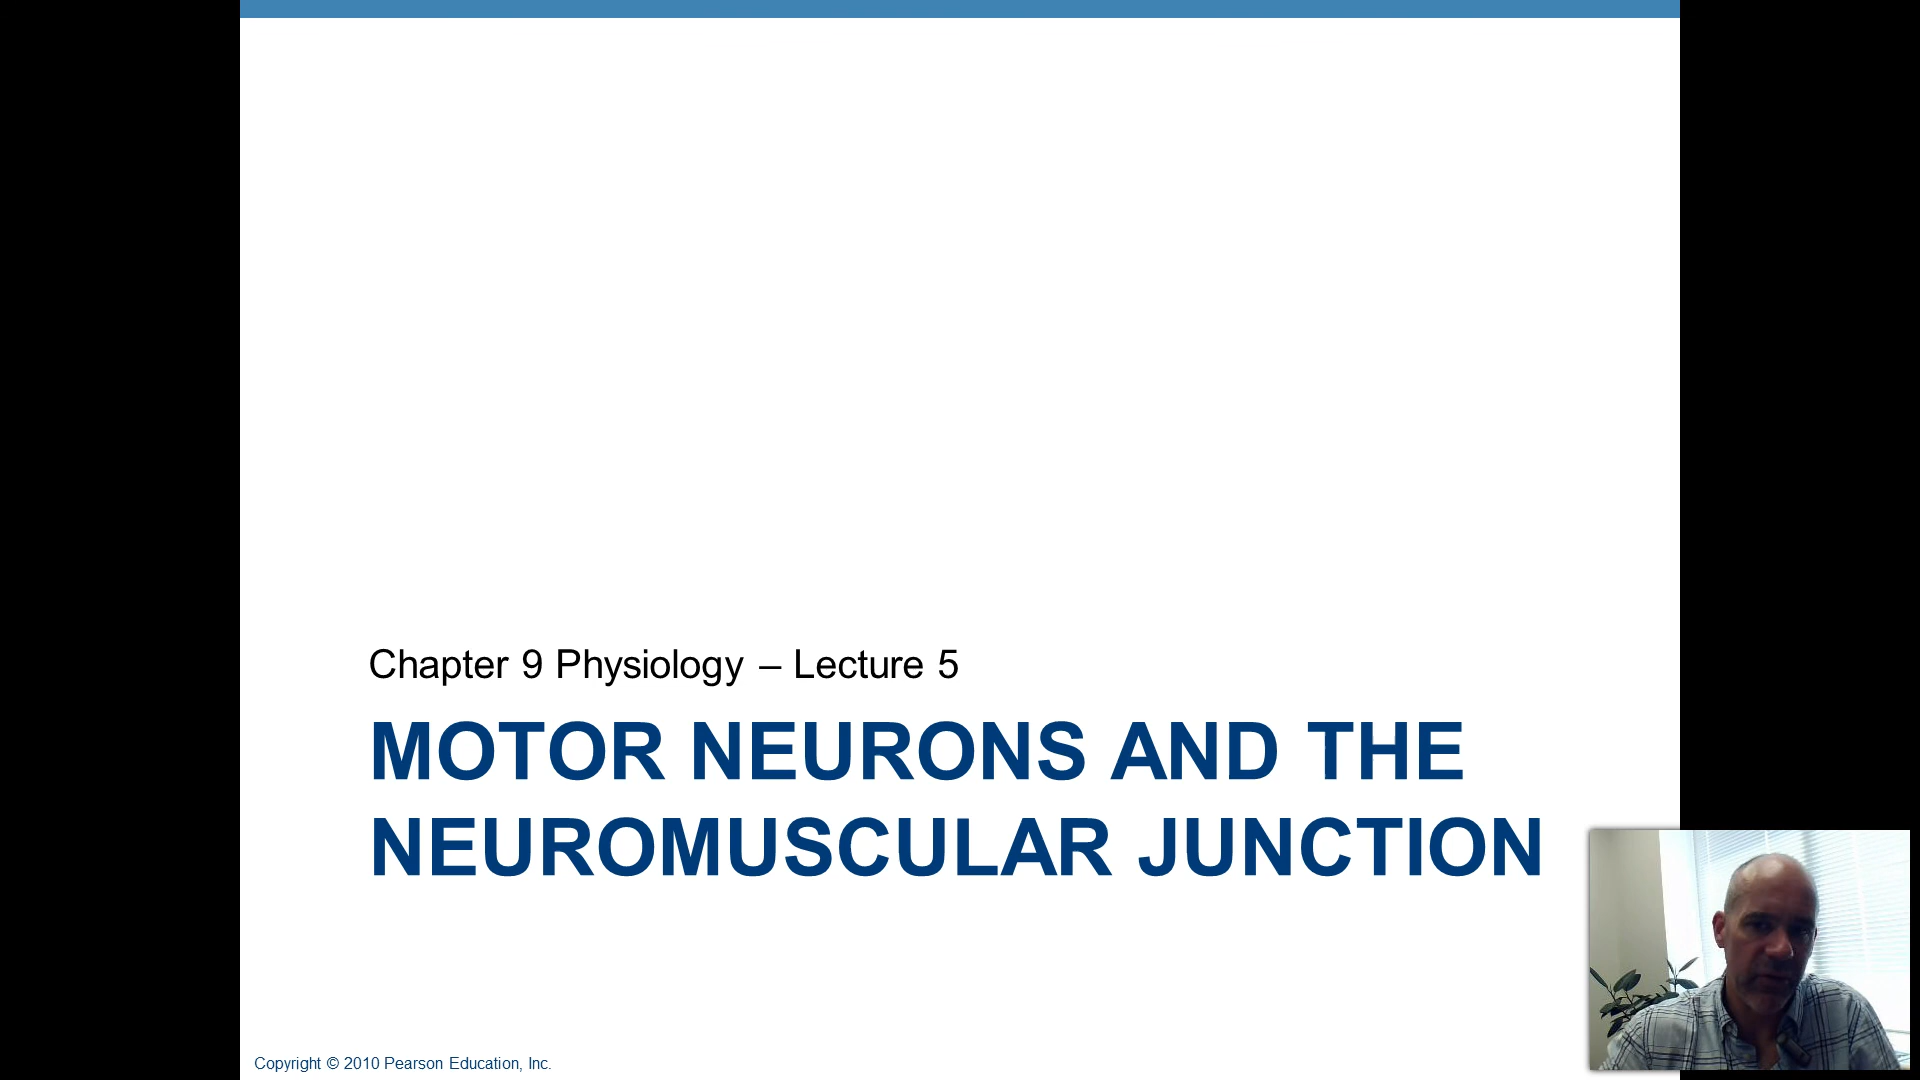 Chapter 9 Physiology – Lecture 5
MOTOR NEURONS AND THE
NEUROMUSCULAR JUNCTION
Copyright © 2010 Pearson Education, Inc.